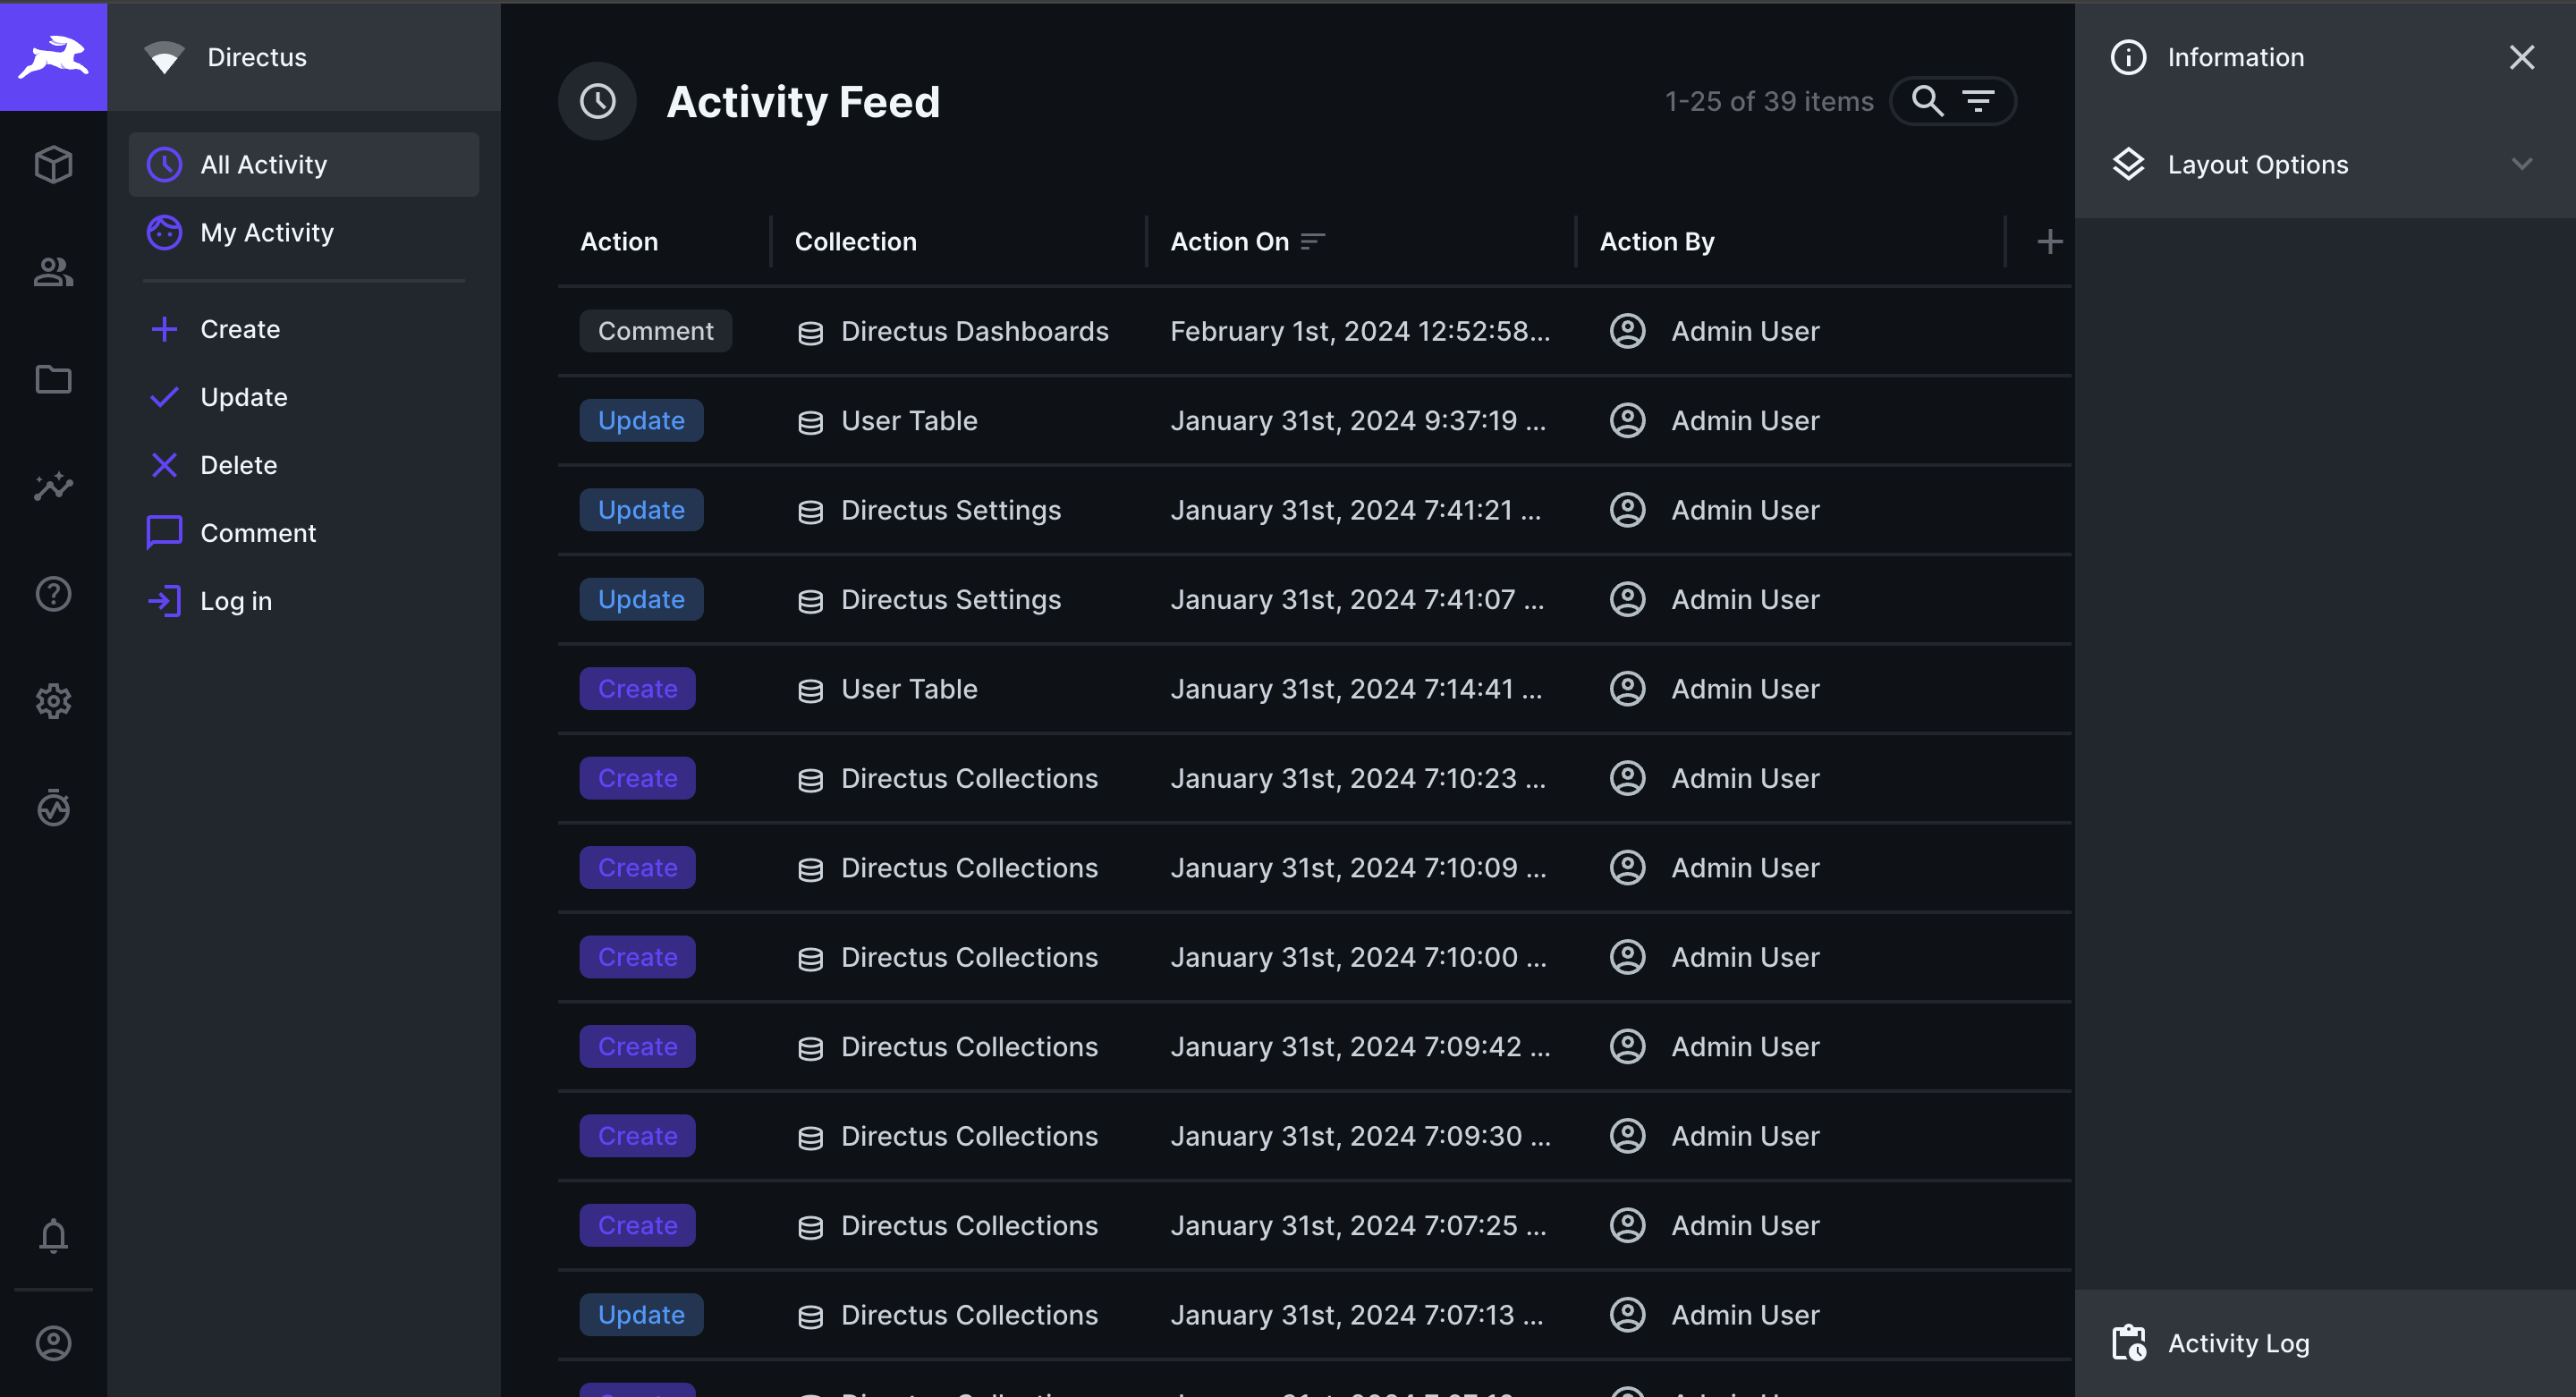 Directus
All Activity
My Activity
Create
Update
Delete
Comment
Log in
Activity Feed
1-25 of 39 items
Action Collection Action On Action By
Comment Directus Dashboards February 1st, 2024 12:52:58... Admin User
Update User Table January 31st, 2024 9:37:19 ... Admin User
Update Directus Settings January 31st, 2024 7:41:21 ... Admin User
Update Directus Settings January 31st, 2024 7:41:07 ... Admin User
Create User Table January 31st, 2024 7:14:41 ... Admin User
Create Directus Collections January 31st, 2024 7:10:23 ... Admin User
Create Directus Collections January 31st, 2024 7:10:09 ... Admin User
Create Directus Collections January 31st, 2024 7:10:00 ... Admin User
Create Directus Collections January 31st, 2024 7:09:42 ... Admin User
Create Directus Collections January 31st, 2024 7:09:30 ... Admin User
Create Directus Collections January 31st, 2024 7:07:25 ... Admin User
Update Directus Collections January 31st, 2024 7:07:13 ... Admin User
Information
Layout Options
Activity Log